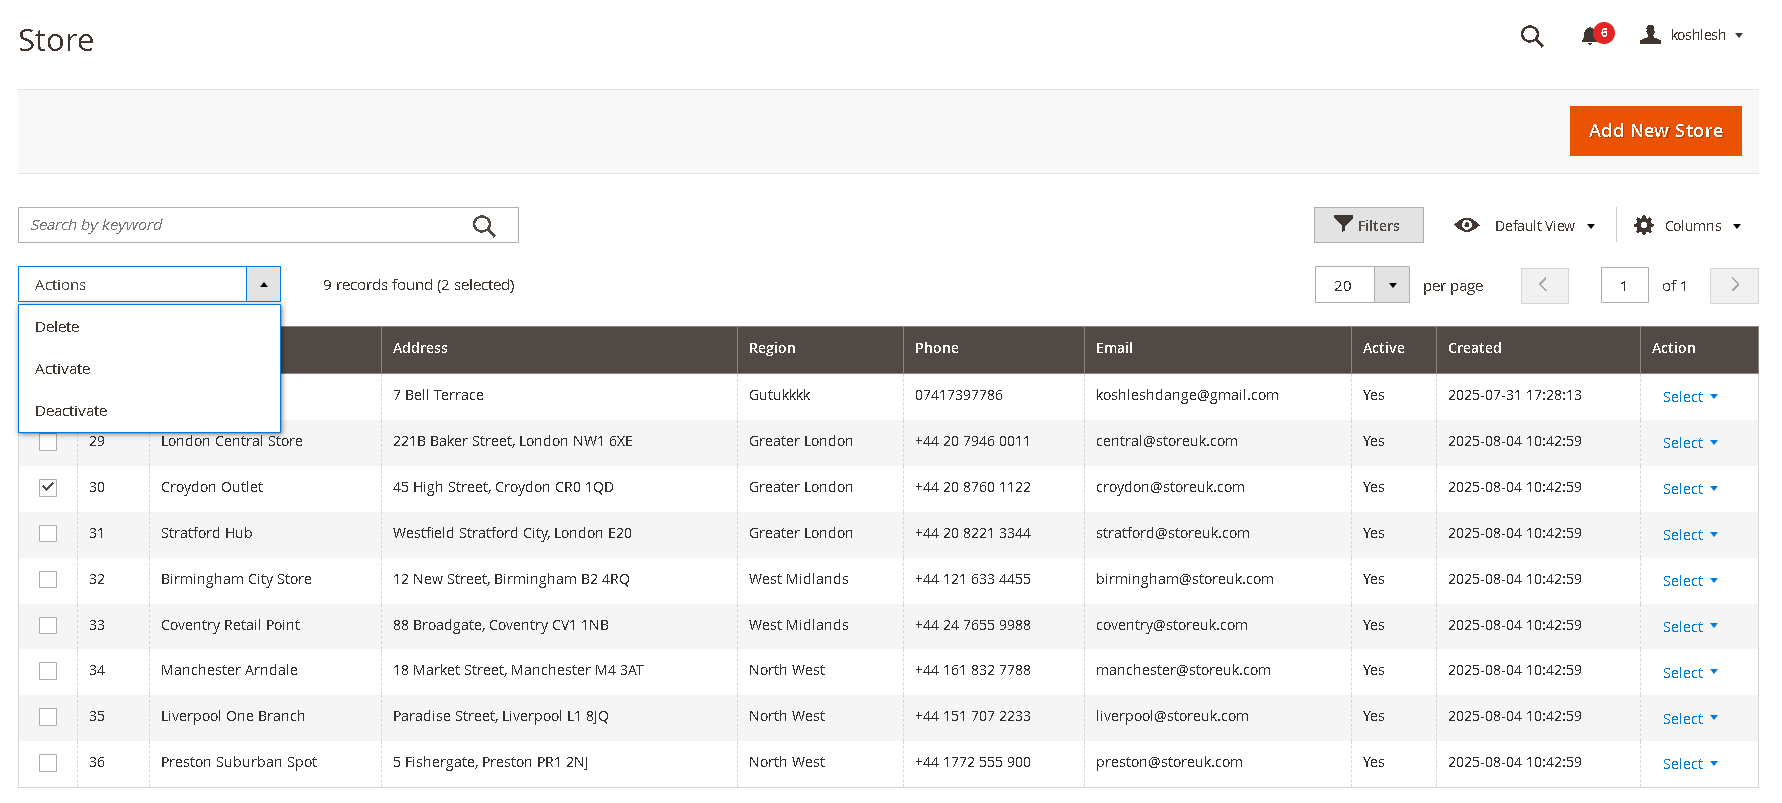 Store
6
koshlesh
Add New Store
Search by keyword
Filters
Default View
Columns
Actions
9 records found (2 selected)
20
per page
1
of 1
Delete
Activate
Deactivate
Address Region Phone Email Active Created Action
7 Bell Terrace Gutukkkk 07417397786 koshleshdange@gmail.com Yes 2025-07-31 17:28:13 Select
29 London Central Store 221B Baker Street, London NW1 6XE Greater London +44 20 7946 0011 central@storeuk.com Yes 2025-08-04 10:42:59 Select
30 Croydon Outlet 45 High Street, Croydon CR0 1QD Greater London +44 20 8760 1122 croydon@storeuk.com Yes 2025-08-04 10:42:59 Select
31 Stratford Hub Westfield Stratford City, London E20 Greater London +44 20 8221 3344 stratford@storeuk.com Yes 2025-08-04 10:42:59 Select
32 Birmingham City Store 12 New Street, Birmingham B2 4RQ West Midlands +44 121 633 4455 birmingham@storeuk.com Yes 2025-08-04 10:42:59 Select
33 Coventry Retail Point 88 Broadgate, Coventry CV1 1NB West Midlands +44 24 7655 9988 coventry@storeuk.com Yes 2025-08-04 10:42:59 Select
34 Manchester Arndale 18 Market Street, Manchester M4 3AT North West +44 161 832 7788 manchester@storeuk.com Yes 2025-08-04 10:42:59 Select
35 Liverpool One Branch Paradise Street, Liverpool L1 8JQ North West +44 151 707 2233 liverpool@storeuk.com Yes 2025-08-04 10:42:59 Select
36 Preston Suburban Spot 5 Fishergate, Preston PR1 2NJ North West +44 1772 555 900 preston@storeuk.com Yes 2025-08-04 10:42:59 Select